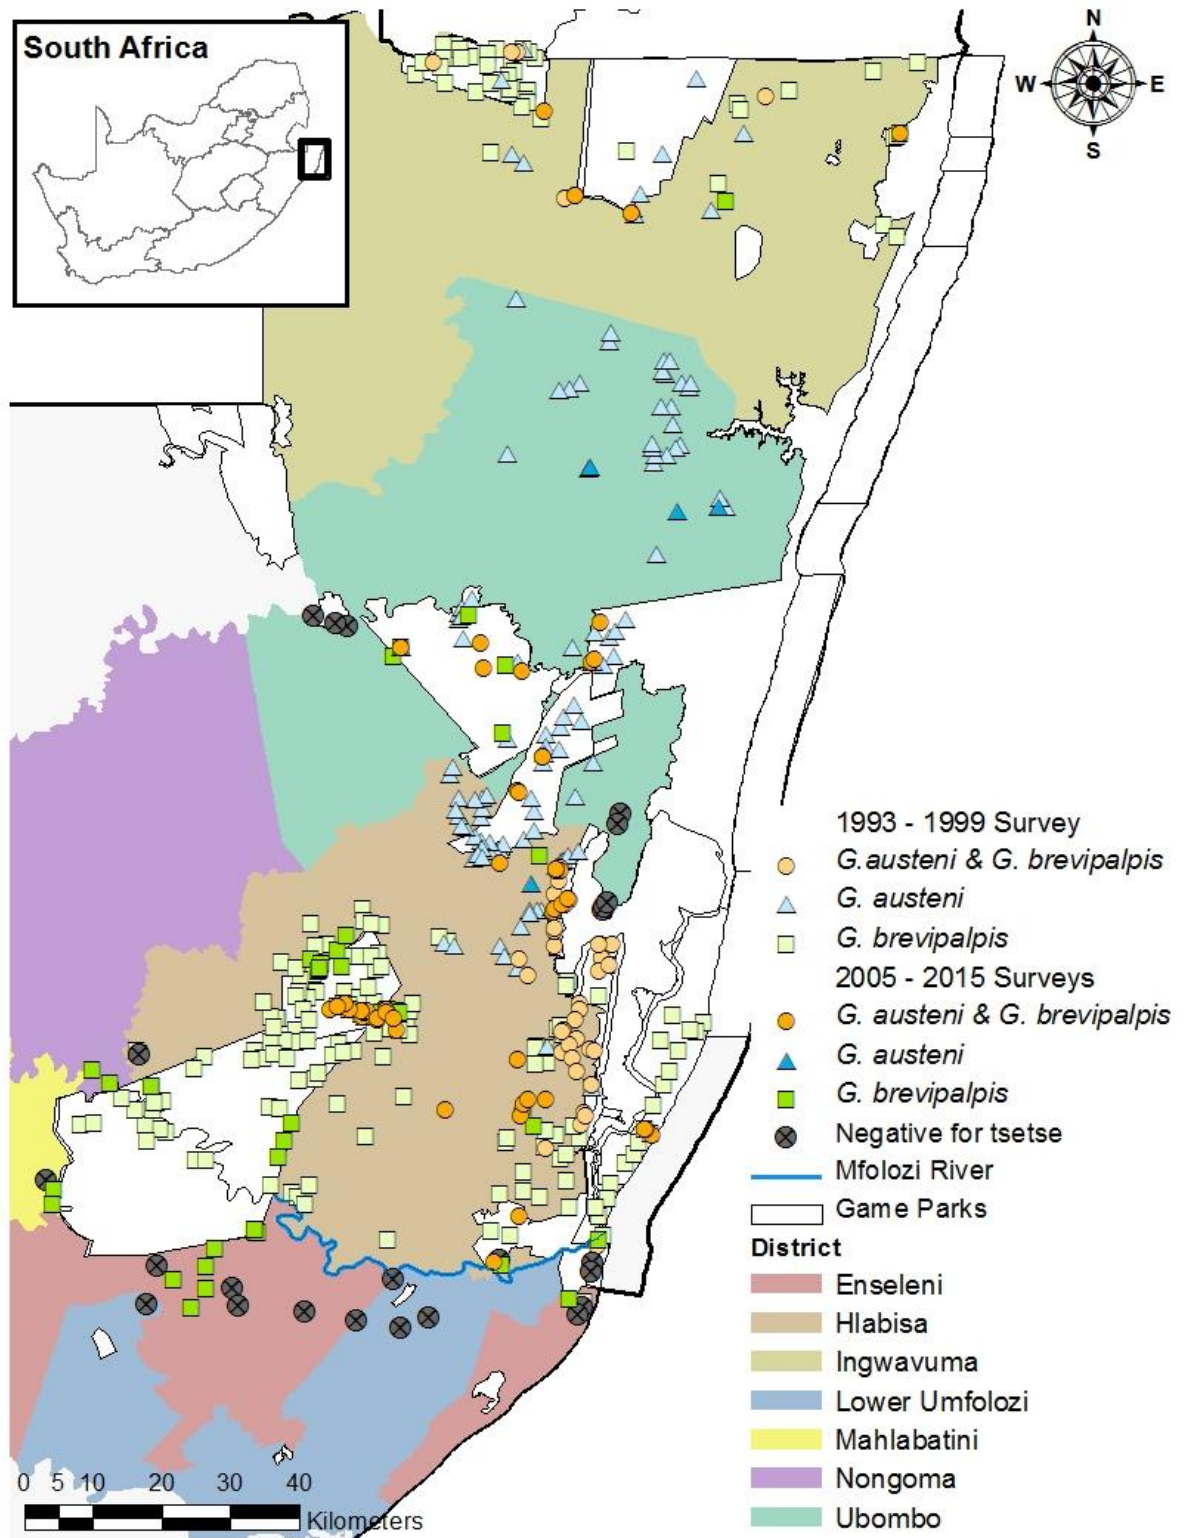 South Africa
N
W
E
S
1993 - 1999 Survey
G.austeni & G. brevipalpis
G. austeni
G. brevipalpis
2005 - 2015 Surveys
G. austeni & G. brevipalpis
G. austeni
G. brevipalpis
Negative for tsetse
Mfolozi River
Game Parks
District
Enseleni
Hlabisa
Ingwavuma
Lower Umfolozi
Mahlabatini
Nongoma
Ubombo
0 5 10 20 30 40
Kilometers